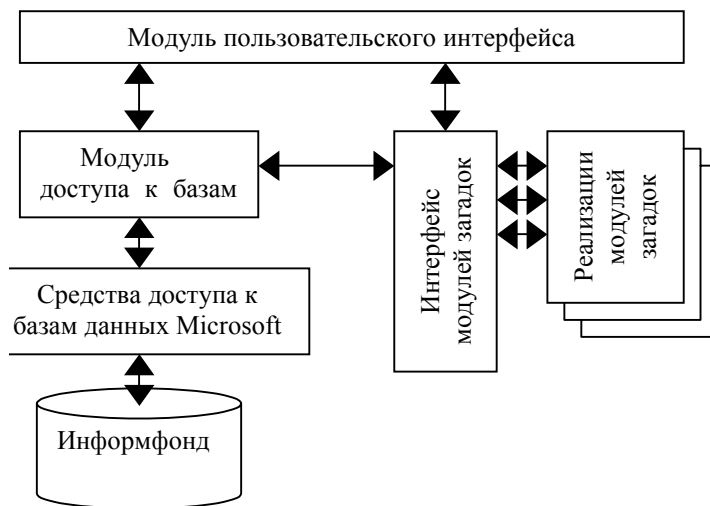 Модуль пользовательского интерфейса
Модуль
доступа к базам
Средства доступа к
базам данных Microsoft
Информфонд
Интерфейс
модулей загадок
Реализации
модулей
загадок